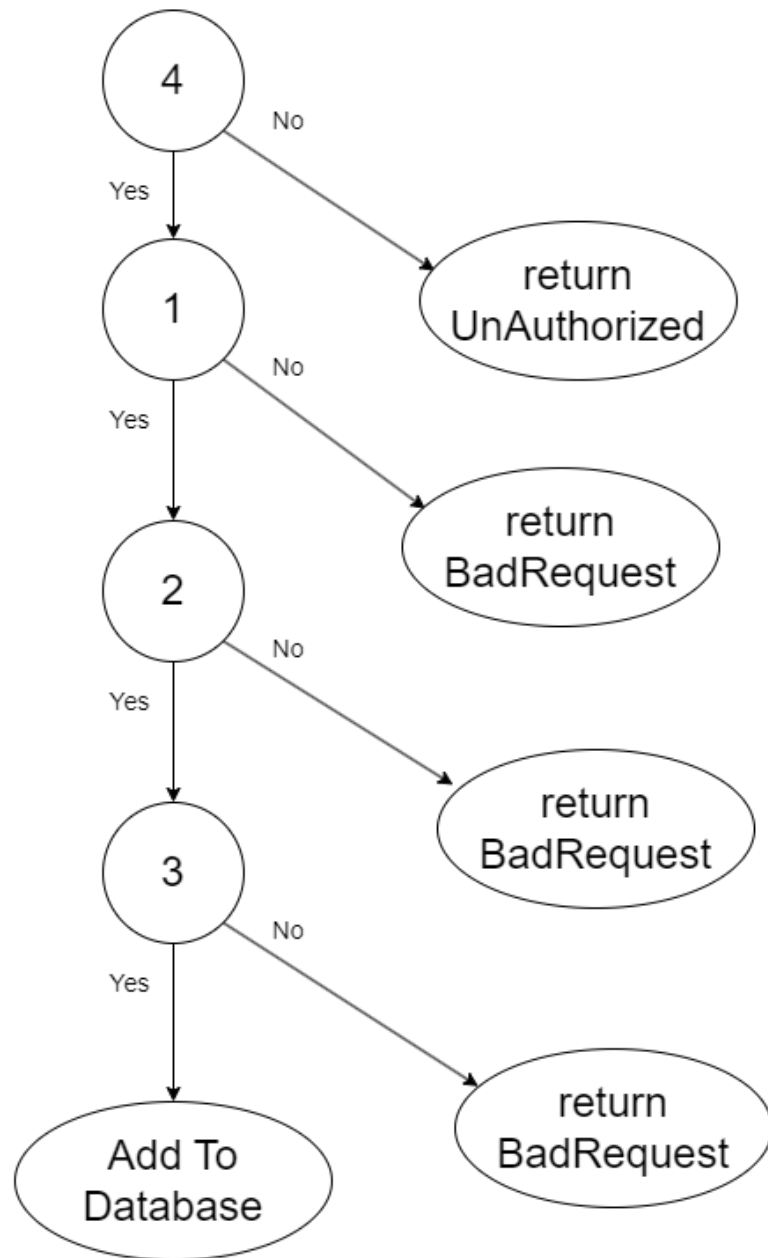 4
No
Yes
return
UnAuthorized
1
No
Yes
return
BadRequest
2
No
Yes
return
BadRequest
3
No
Yes
return
BadRequest
Add To
Database